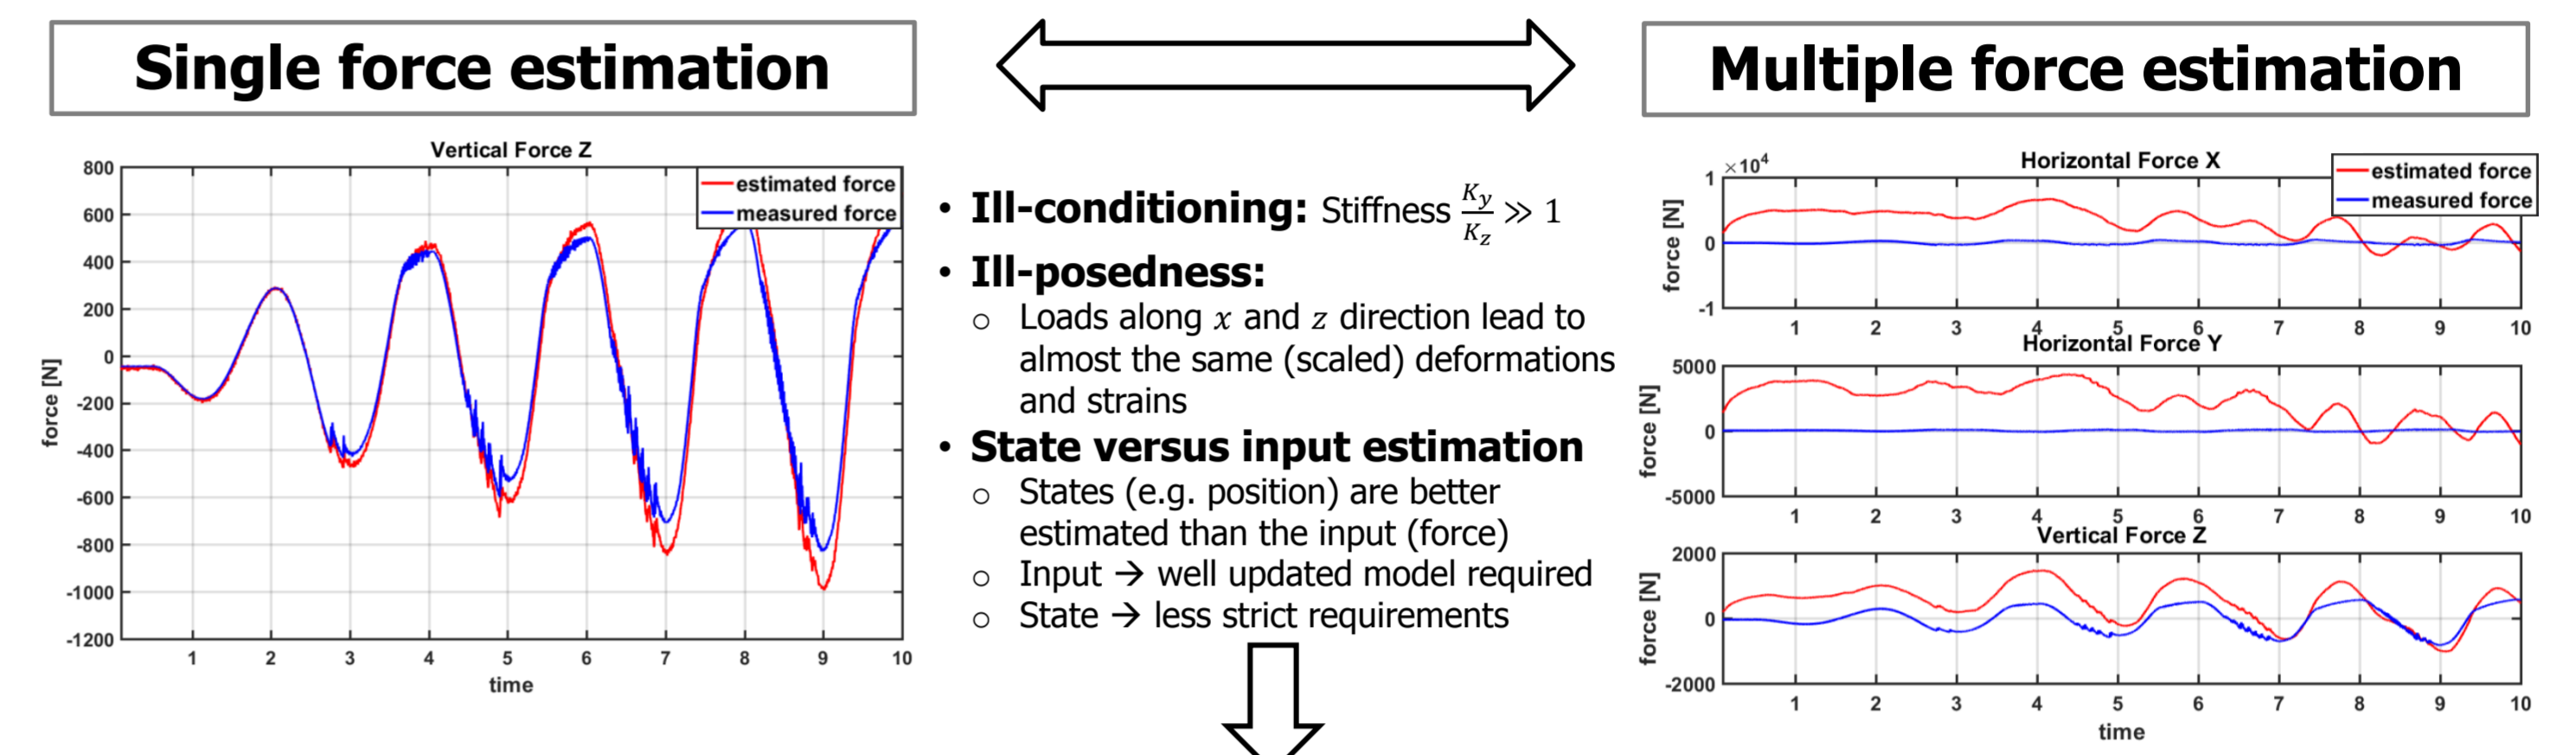 Single force estimation
Vertical Force Z
800
600
400
200
0
-200
-400
-600
-800
-1000
-1200
force [N]
estimated force
measured force
1 2 3 4 5 6 7 8 9 10
time
• Ill-conditioning: Stiffness K_y/K_z ≫ 1
• Ill-posedness:
○ Loads along x and z direction lead to
almost the same (scaled) deformations
and strains
• State versus input estimation
○ States (e.g. position) are better
estimated than the input (force)
○ Input → well updated model required
○ State → less strict requirements
Multiple force estimation
Horizontal Force X
×10⁴
estimated force
measured force
1
0
-1
force [N]
1 2 3 4 5 6 7 8 9 10
Horizontal Force Y
5000
0
-5000
force [N]
1 2 3 4 5 6 7 8 9 10
Vertical Force Z
2000
0
-2000
force [N]
1 2 3 4 5 6 7 8 9 10
time